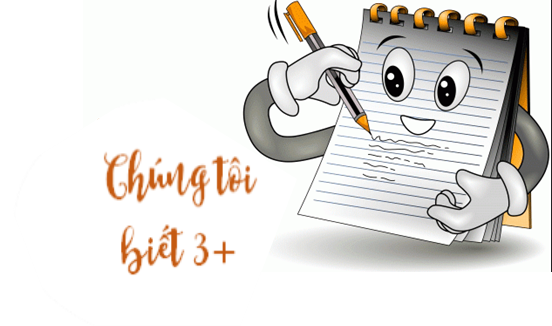 Chúng tôi
biết 3+